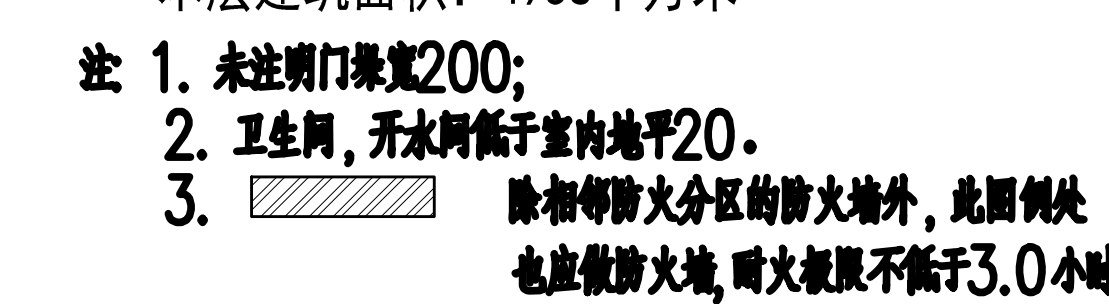 注: 1. 未注明门垛宽200;
2. 卫生间, 开水间低于室内地平20.
3. 除相邻防火分区的防火墙外, 此图例处
也应做防火墙, 耐火极限不低于3.0小时